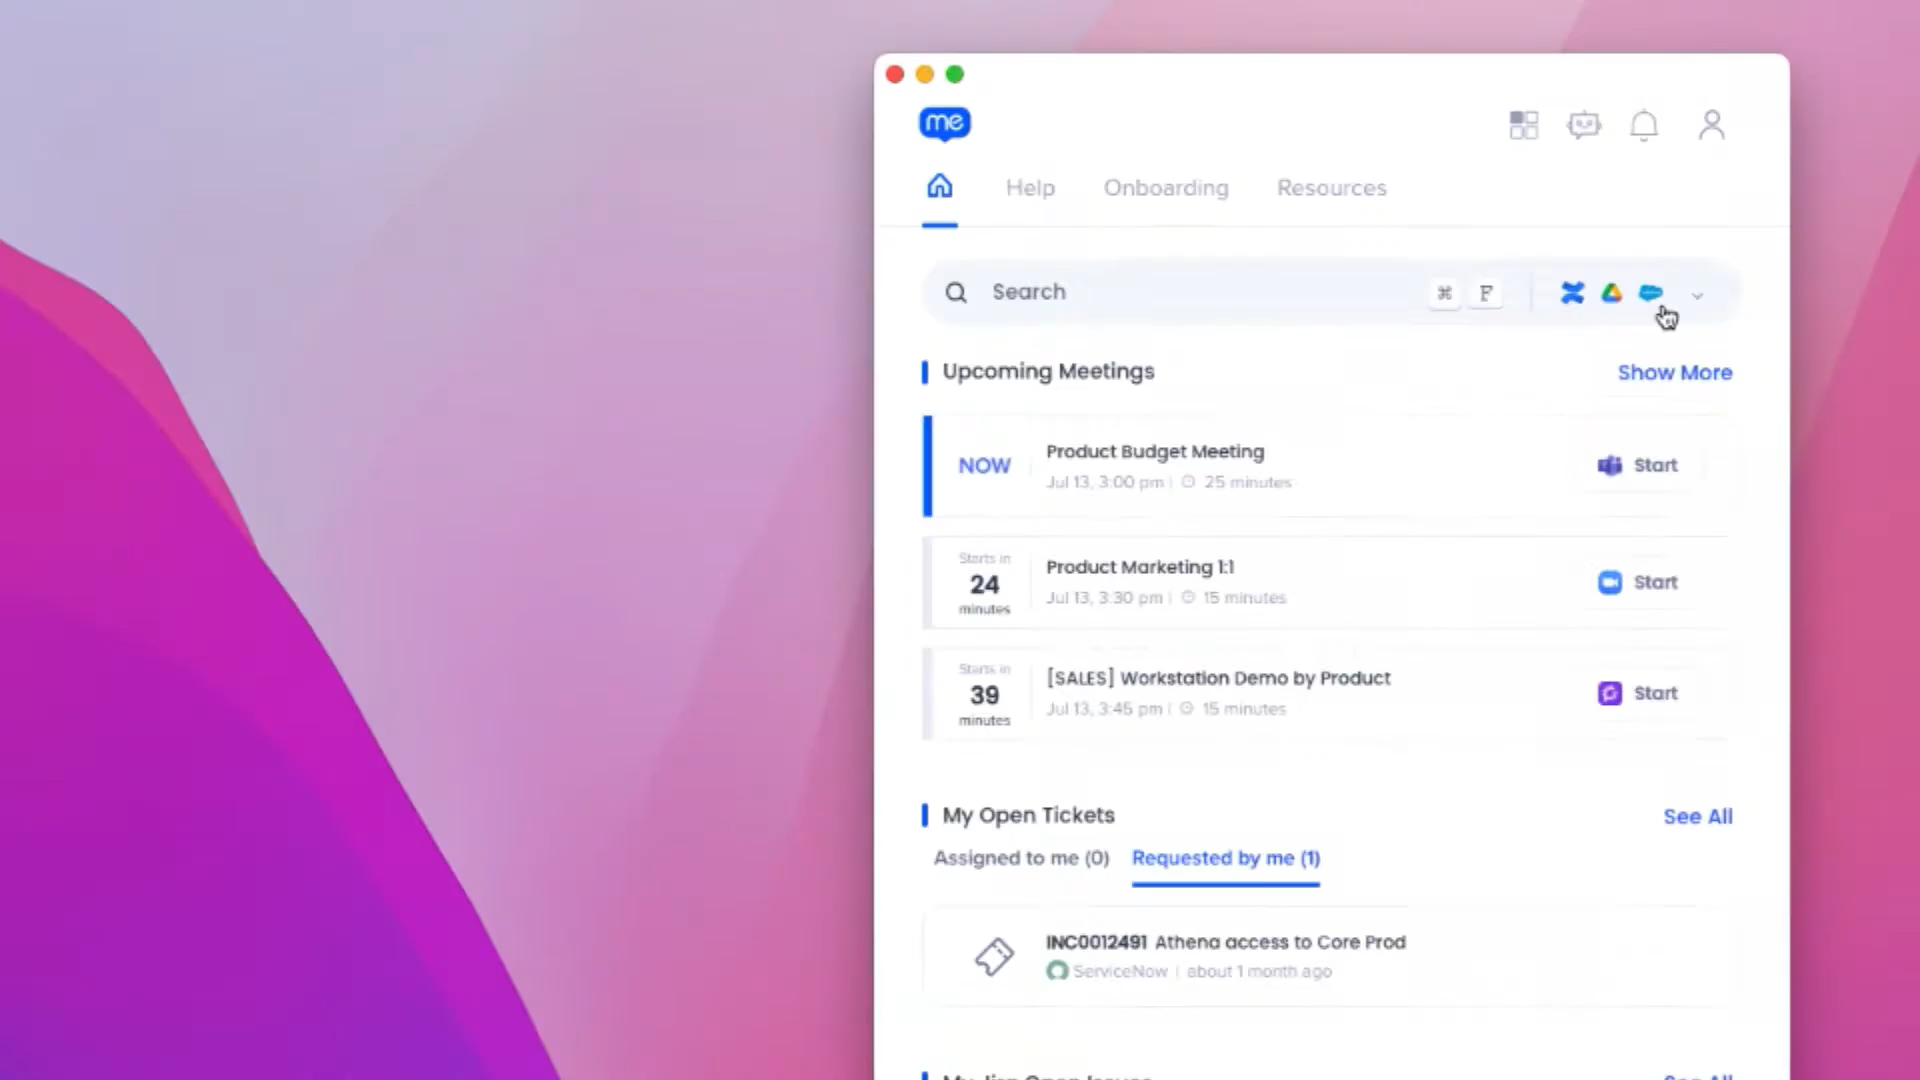 me
Help Onboarding Resources
Search ⌘ F
Upcoming Meetings Show More
NOW Product Budget Meeting Start
Jul 13, 3:00 pm | 25 minutes
Starts in
24
minutes
Product Marketing 1:1 Start
Jul 13, 3:30 pm | 15 minutes
Starts in
39
minutes
[SALES] Workstation Demo by Product Start
Jul 13, 3:45 pm | 15 minutes
My Open Tickets See All
Assigned to me (0) Requested by me (1)
INC0012491 Athena access to Core Prod
ServiceNow | about 1 month ago
My Jira Open Issues See All